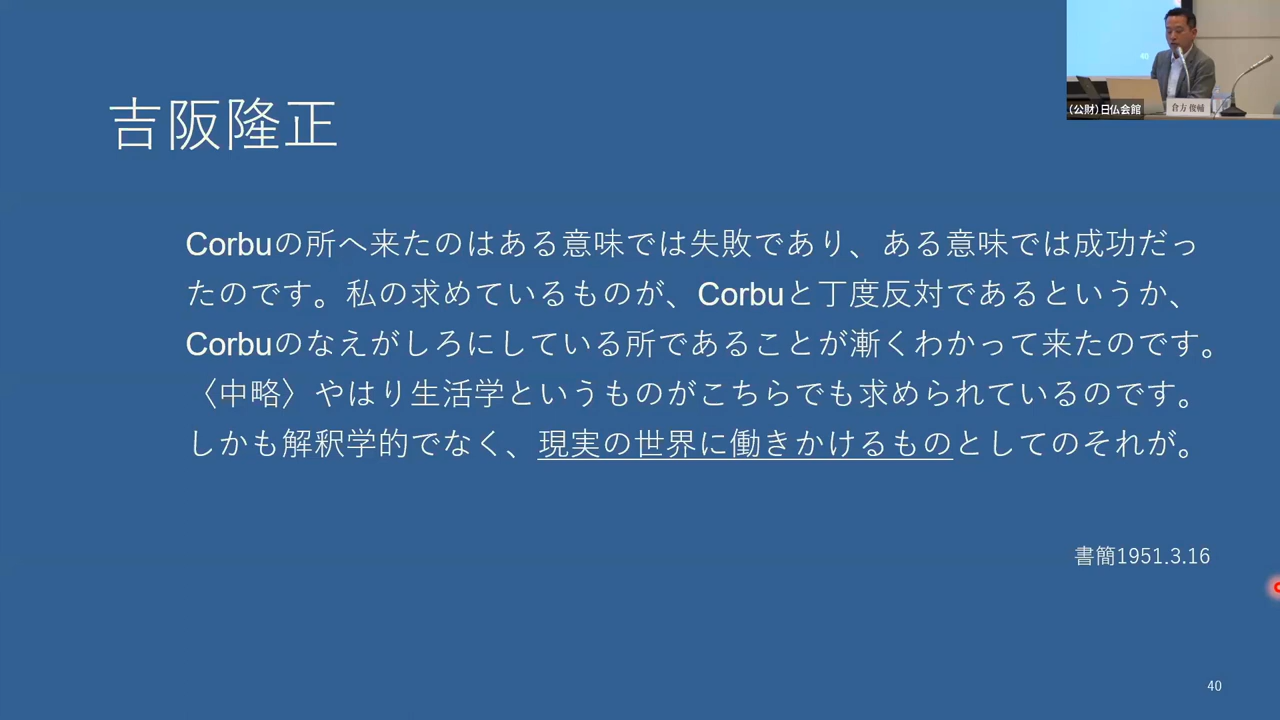 吉阪隆正
Corbuの所へ来たのはある意味では失敗であり、ある意味では成功だっ
たのです。私の求めているものが、Corbuと丁度反対であるというか、
Corbuのなえがしろにしている所であることが漸くわかって来たのです。
〈中略〉やはり生活学というものがこちらでも求められているのです。
しかも解釈学的でなく、現実の世界に働きかけるものとしてのそれが。
書簡1951.3.16
40
(公財)日仏会館
倉方俊輔
40